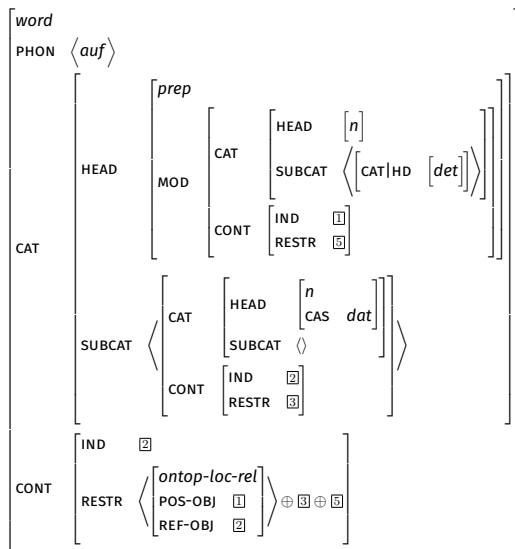 word
PHON ⟨auf⟩
prep
HEAD [n]
CAT
SUBCAT ⟨[CAT|HD [det]]⟩
HEAD
MOD
IND 1
CONT
RESTR 5
CAT
n
HEAD
CAS dat
CAT
SUBCAT ⟨⟩
SUBCAT
IND 2
CONT
RESTR 3
IND 2
CONT
ontop-loc-rel
RESTR ⟨POS-OBJ 1⟩ ⊕ 3 ⊕ 5
REF-OBJ 2